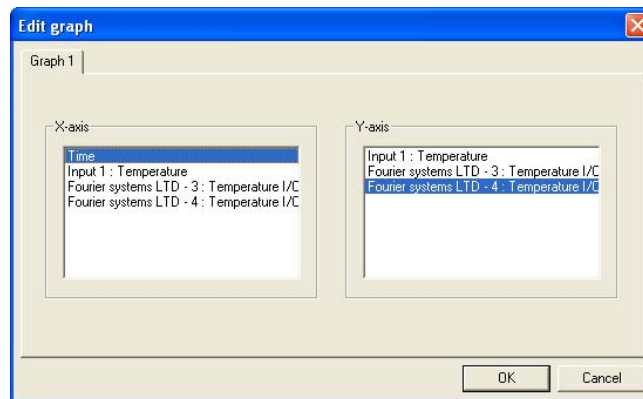 Edit graph
Graph 1
X-axis
Time
Input 1 : Temperature
Fourier systems LTD - 3 : Temperature I/C
Fourier systems LTD - 4 : Temperature I/C
Y-axis
Input 1 : Temperature
Fourier systems LTD - 3 : Temperature I/C
Fourier systems LTD - 4 : Temperature I/C
OK
Cancel